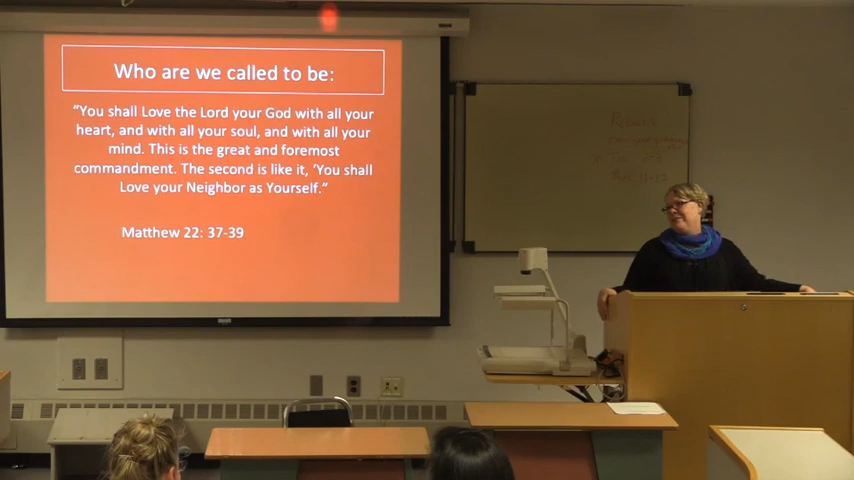 Who are we called to be:
“You shall Love the Lord your God with all your
heart, and with all your soul, and with all your
mind. This is the great and foremost
commandment. The second is like it, ‘You shall
Love your Neighbor as Yourself.”
Matthew 22: 37-39